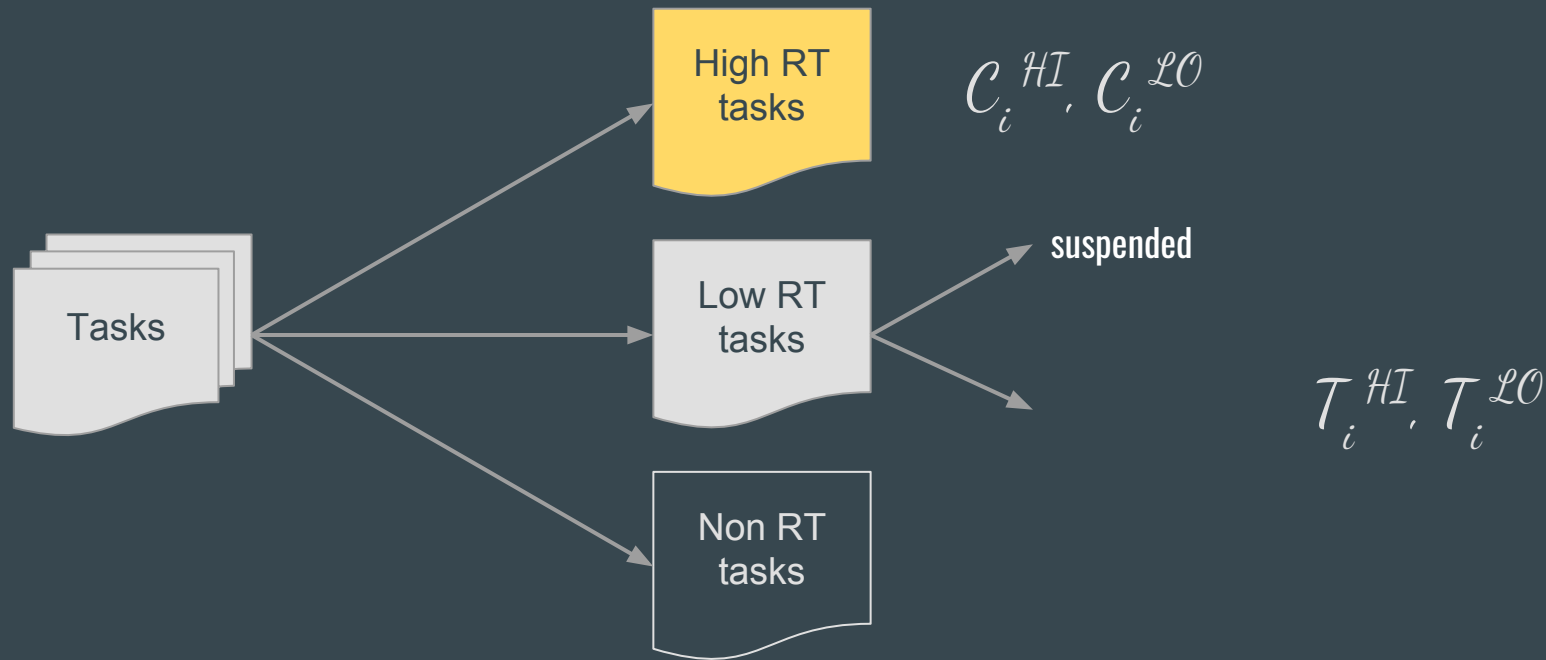 High RT
tasks
C_i^HI, C_i^LO
suspended
Low RT
tasks
Tasks
T_i^HI, T_i^LO
Non RT
tasks